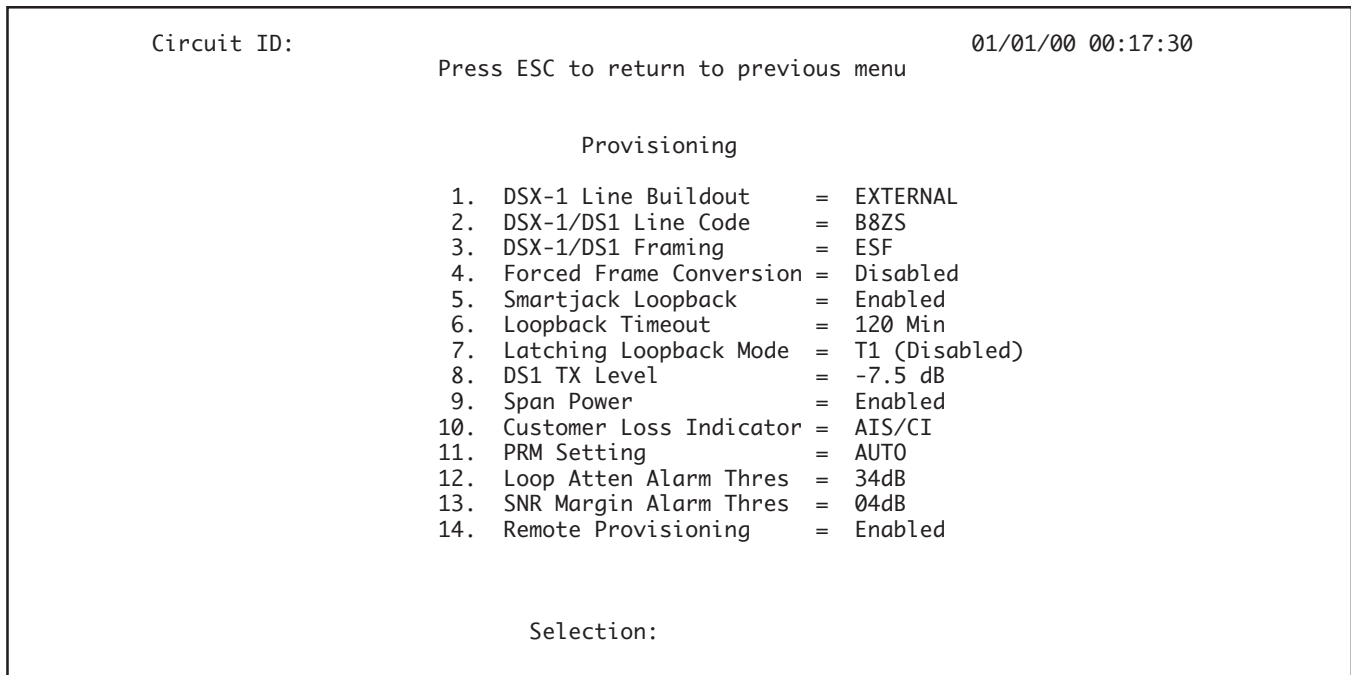 Circuit ID: 01/01/00 00:17:30
Press ESC to return to previous menu
Provisioning
1. DSX-1 Line Buildout = EXTERNAL
2. DSX-1/DS1 Line Code = B8ZS
3. DSX-1/DS1 Framing = ESF
4. Forced Frame Conversion = Disabled
5. Smartjack Loopback = Enabled
6. Loopback Timeout = 120 Min
7. Latching Loopback Mode = T1 (Disabled)
8. DS1 TX Level = -7.5 dB
9. Span Power = Enabled
10. Customer Loss Indicator = AIS/CI
11. PRM Setting = AUTO
12. Loop Atten Alarm Thres = 34dB
13. SNR Margin Alarm Thres = 04dB
14. Remote Provisioning = Enabled
Selection: